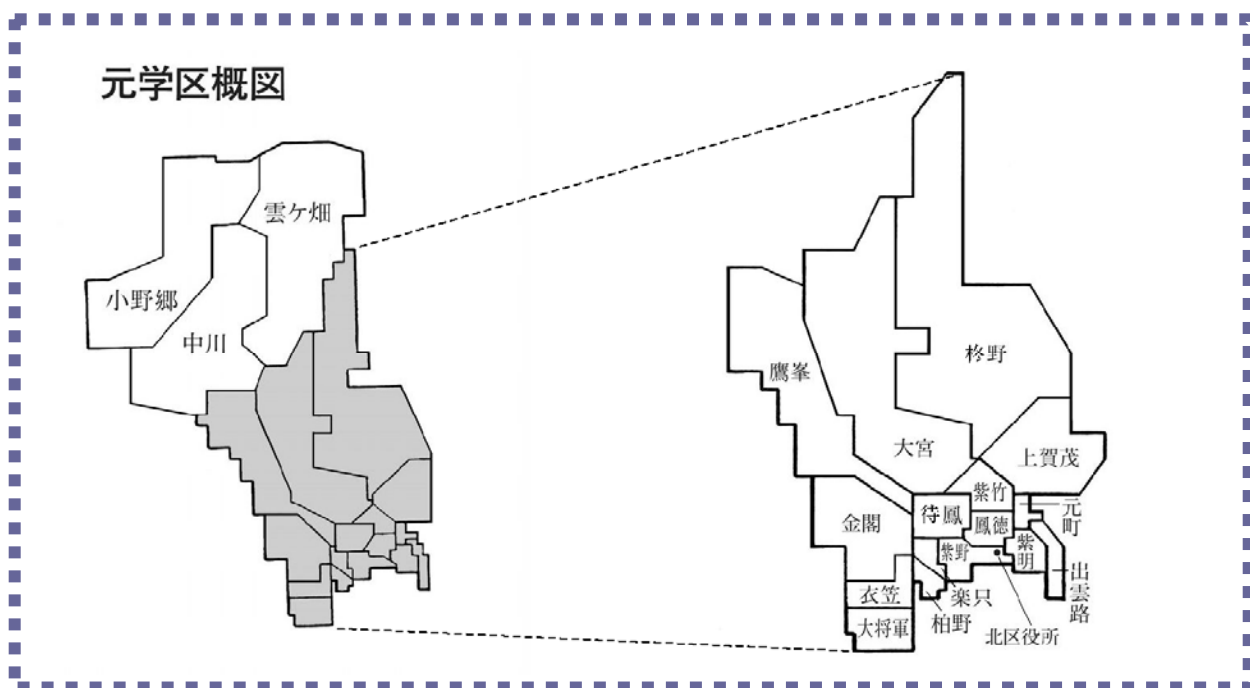 元学区概図
雲ケ畑
小野郷
中川
柊野
鷹峯
大宮
上賀茂
紫竹
元町
待鳳
鳳徳
金閣
紫野
紫明
出雲路
衣笠
楽只
柏野
大将軍
北区役所